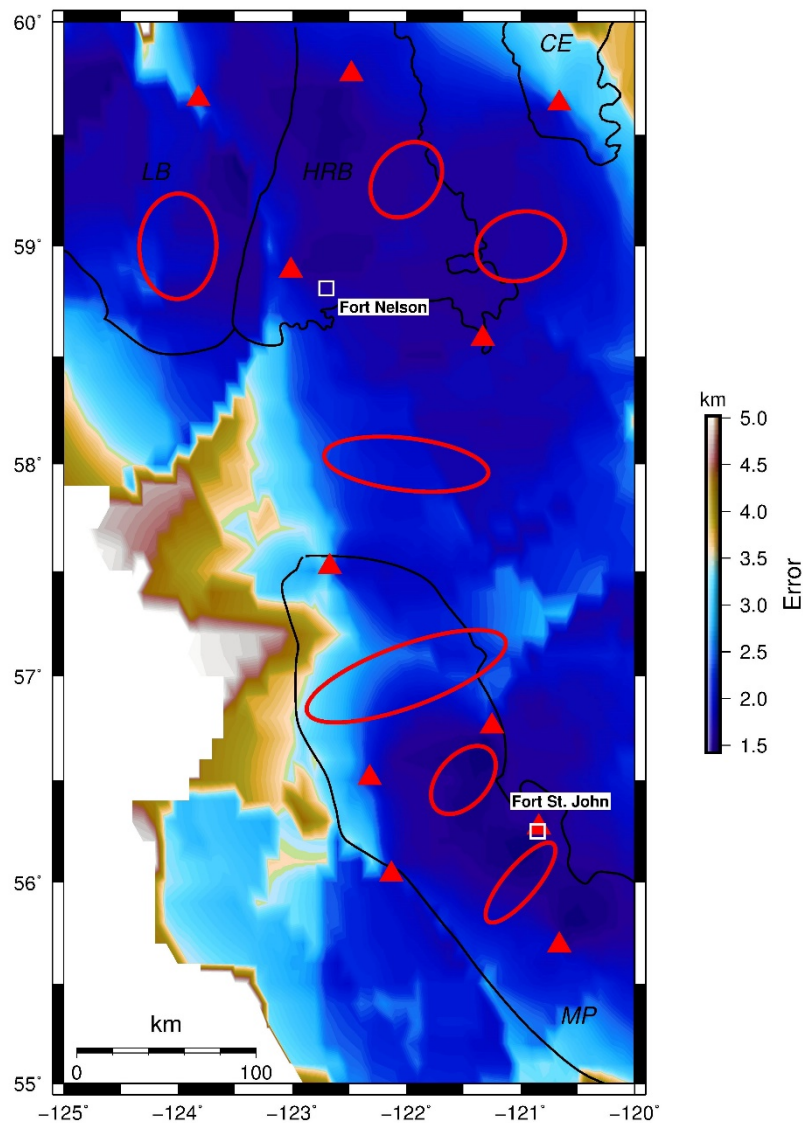 60˚
CE
LB
HRB
59˚
Fort Nelson
58˚
57˚
Fort St. John
56˚
MP
km
0 100
55˚
−125˚ −124˚ −123˚ −122˚ −121˚ −120˚
km
5.0
4.5
4.0
3.5
3.0
2.5
2.0
1.5
Error